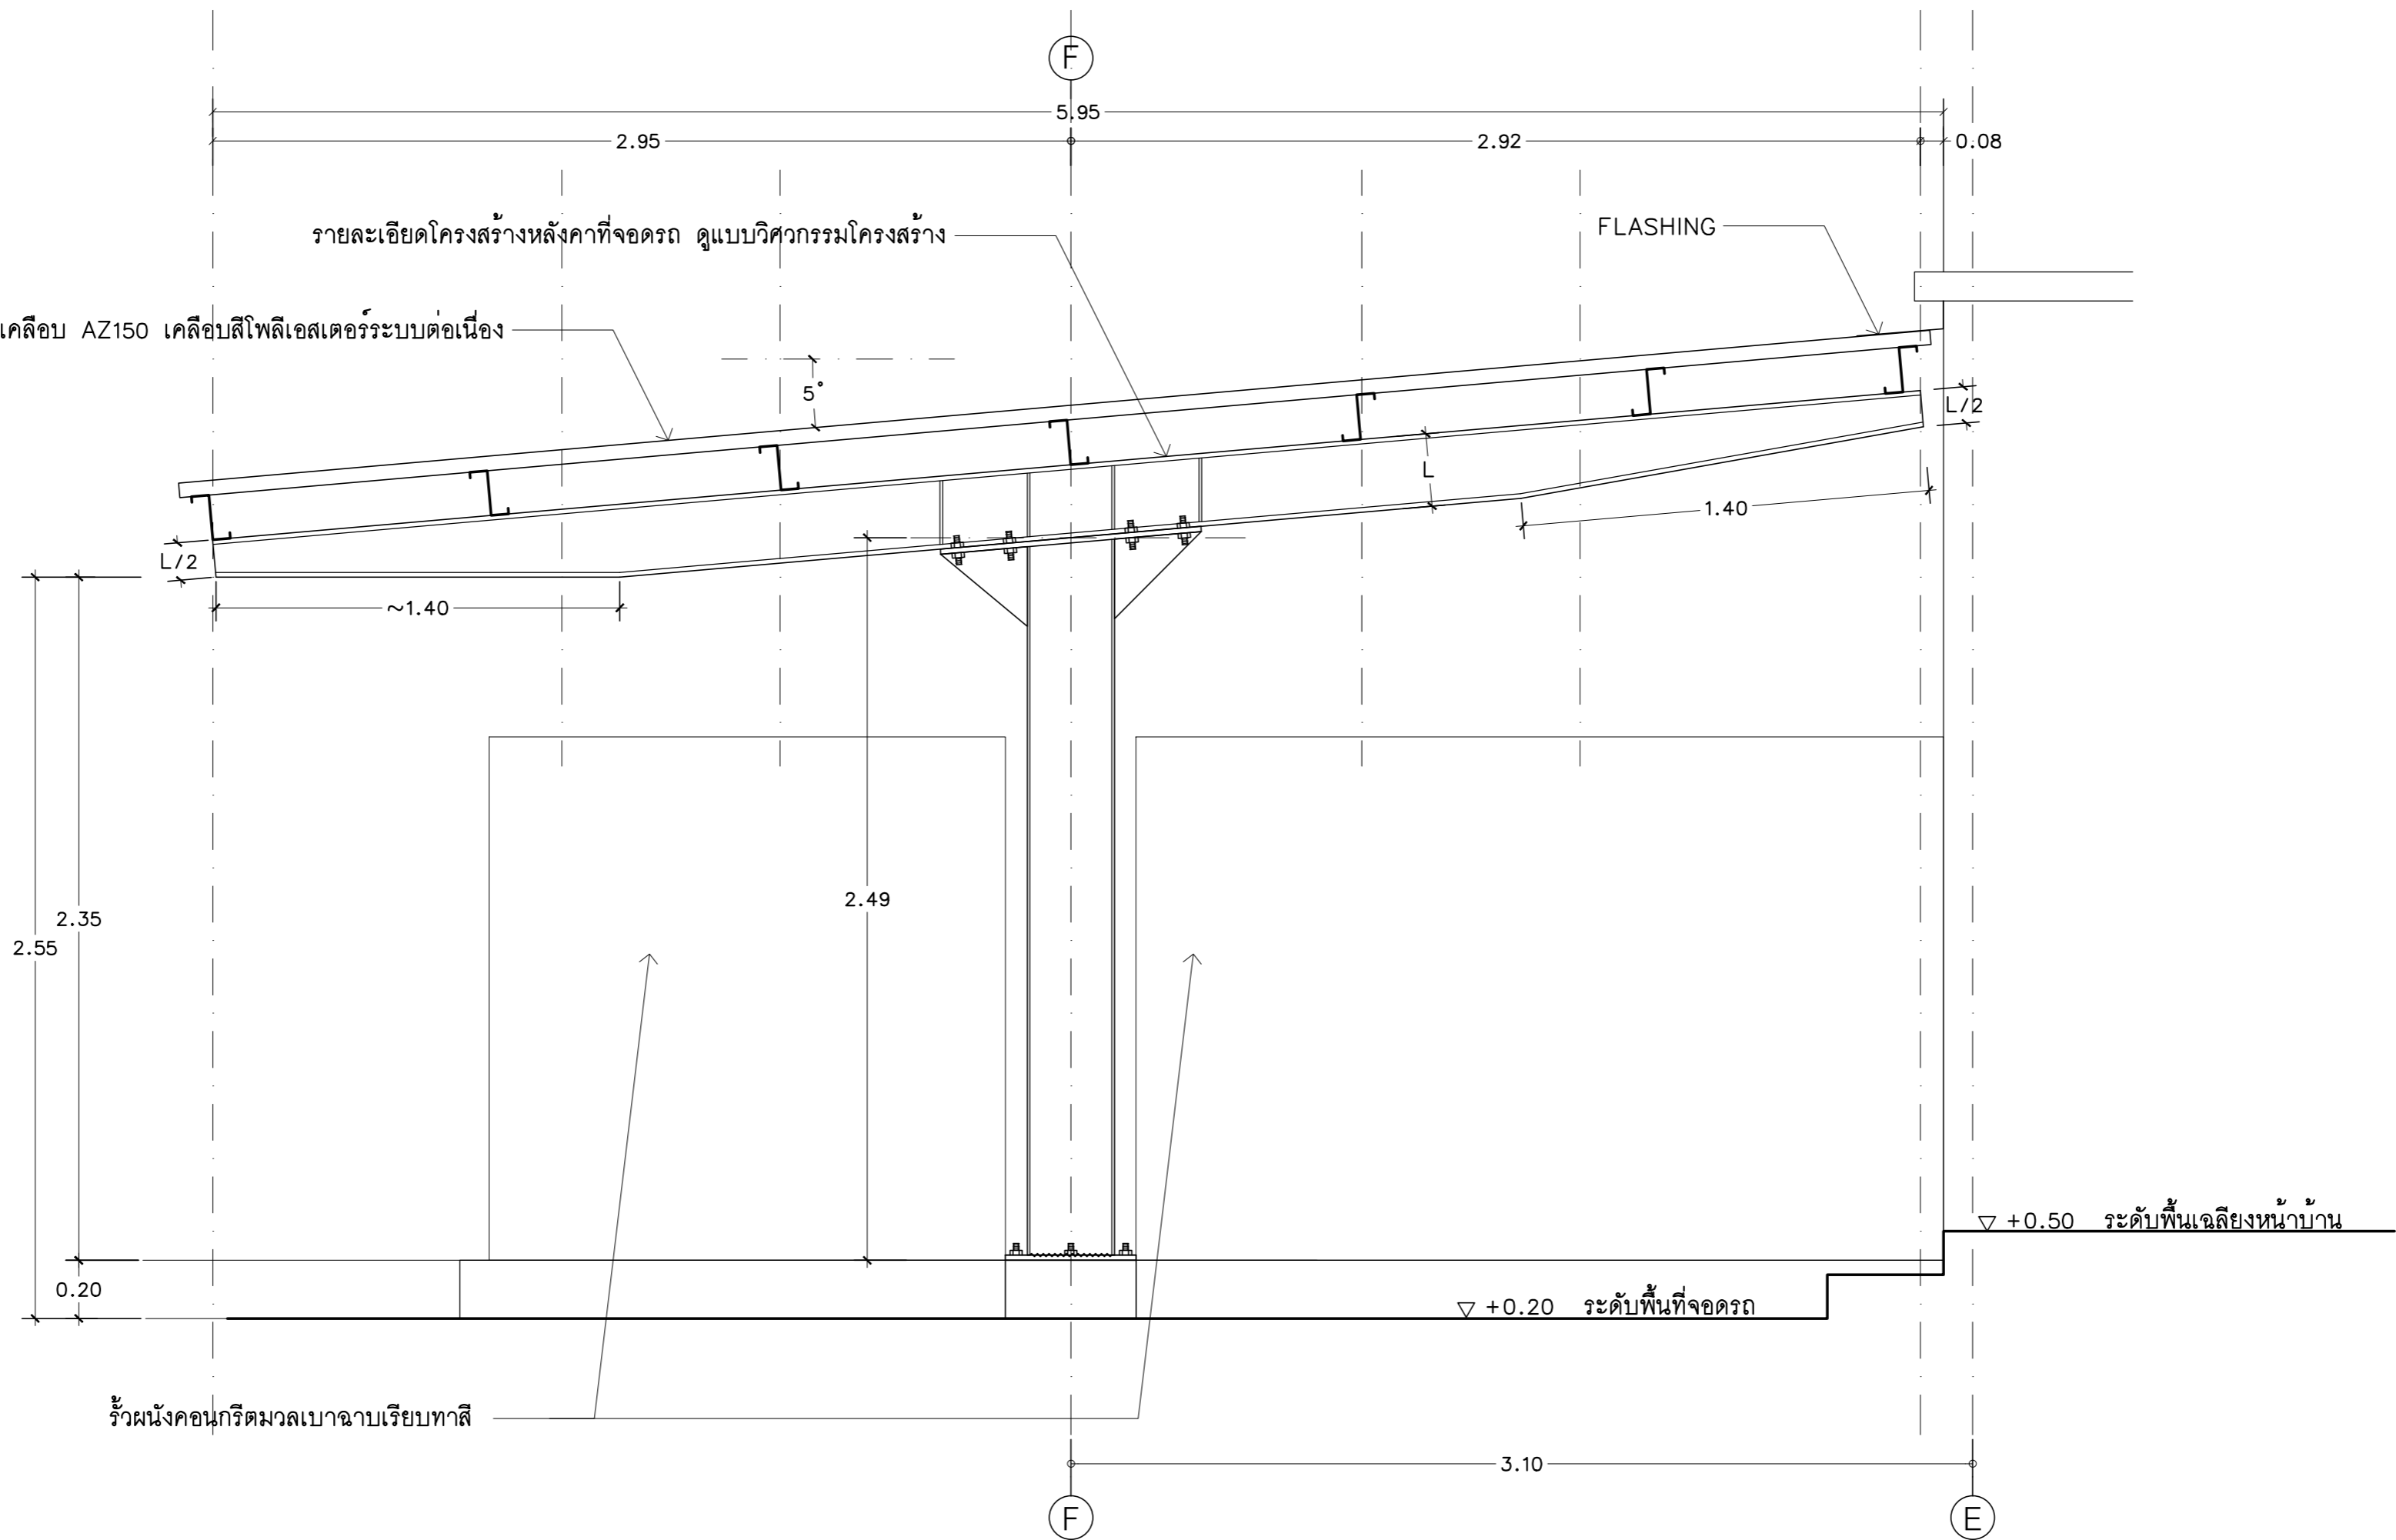 F
5.95
2.95
2.92
0.08
รายละเอียดโครงสร้างหลังคาที่จอดรถ ดูแบบวิศวกรรมโครงสร้าง
FLASHING
เคลือบ AZ150 เคลือบสีโพลีเอสเตอร์ระบบต่อเนื่อง
5°
L/2
L
1.40
L/2
~1.40
2.49
2.35
2.55
+0.50 ระดับพื้นเฉลียงหน้าบ้าน
0.20
+0.20 ระดับพื้นที่จอดรถ
รั้วผนังคอนกรีตมวลเบาฉาบเรียบทาสี
3.10
F
E